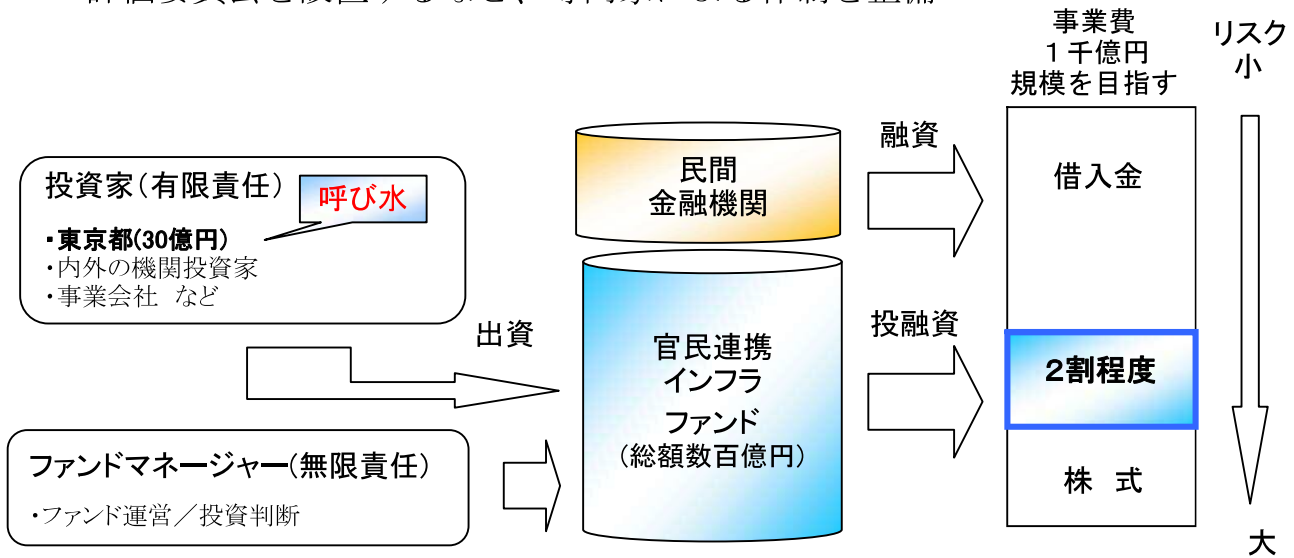 事業費
１千億円
規模を目指す
リスク
小
投資家（有限責任）
呼び水
・東京都(30億円)
・内外の機関投資家
・事業会社 など
ファンドマネージャー(無限責任)
・ファンド運営／投資判断
出資
民間
金融機関
官民連携
インフラ
ファンド
（総額数百億円）
融資
投融資
借入金
２割程度
株 式
大